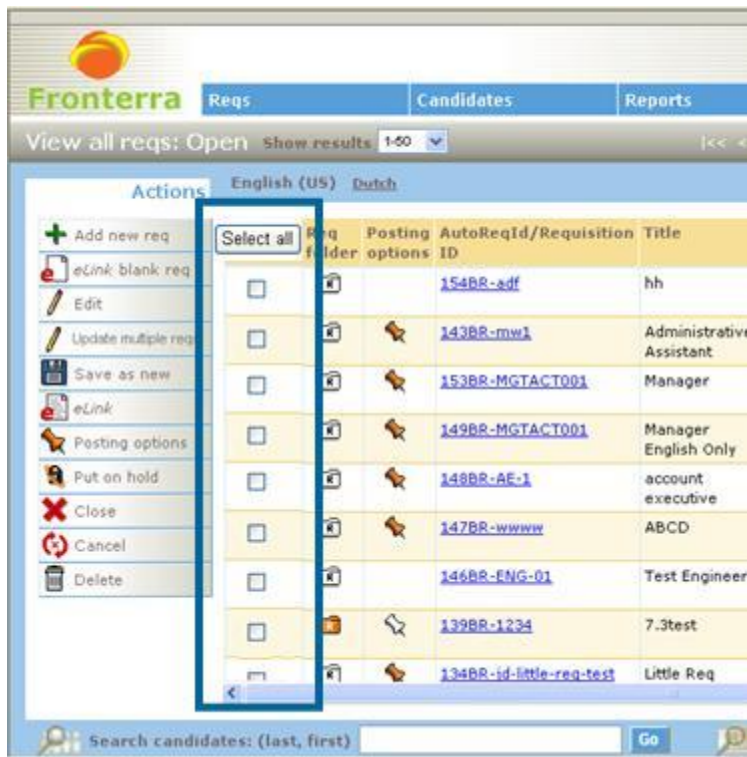 Fronterra
Reqs Candidates Reports
View all reqs: Open Show results 1-50 |<< <
Actions English (US) Dutch
Add new req
eLink blank req
Edit
Update multiple reqs
Save as new
eLink
Posting options
Put on hold
Close
Cancel
Delete
Select all Req folder Posting options AutoReqId/Requisition ID Title
154BR-adf hh
143BR-mw1 Administrative Assistant
153BR-MGTACT001 Manager
149BR-MGTACT001 Manager English Only
148BR-AE-1 account executive
147BR-wwww ABCD
146BR-ENG-01 Test Engineer
139BR-1234 7.3test
134BR-id-little-req-test Little Req
Search candidates: (last, first) Go